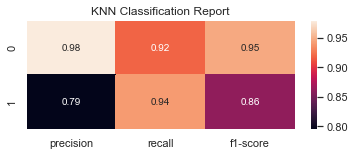 KNN Classification Report
0 0.98 0.92 0.95 0.95
0.90
1 0.79 0.94 0.86 0.85
0.80
precision recall f1-score